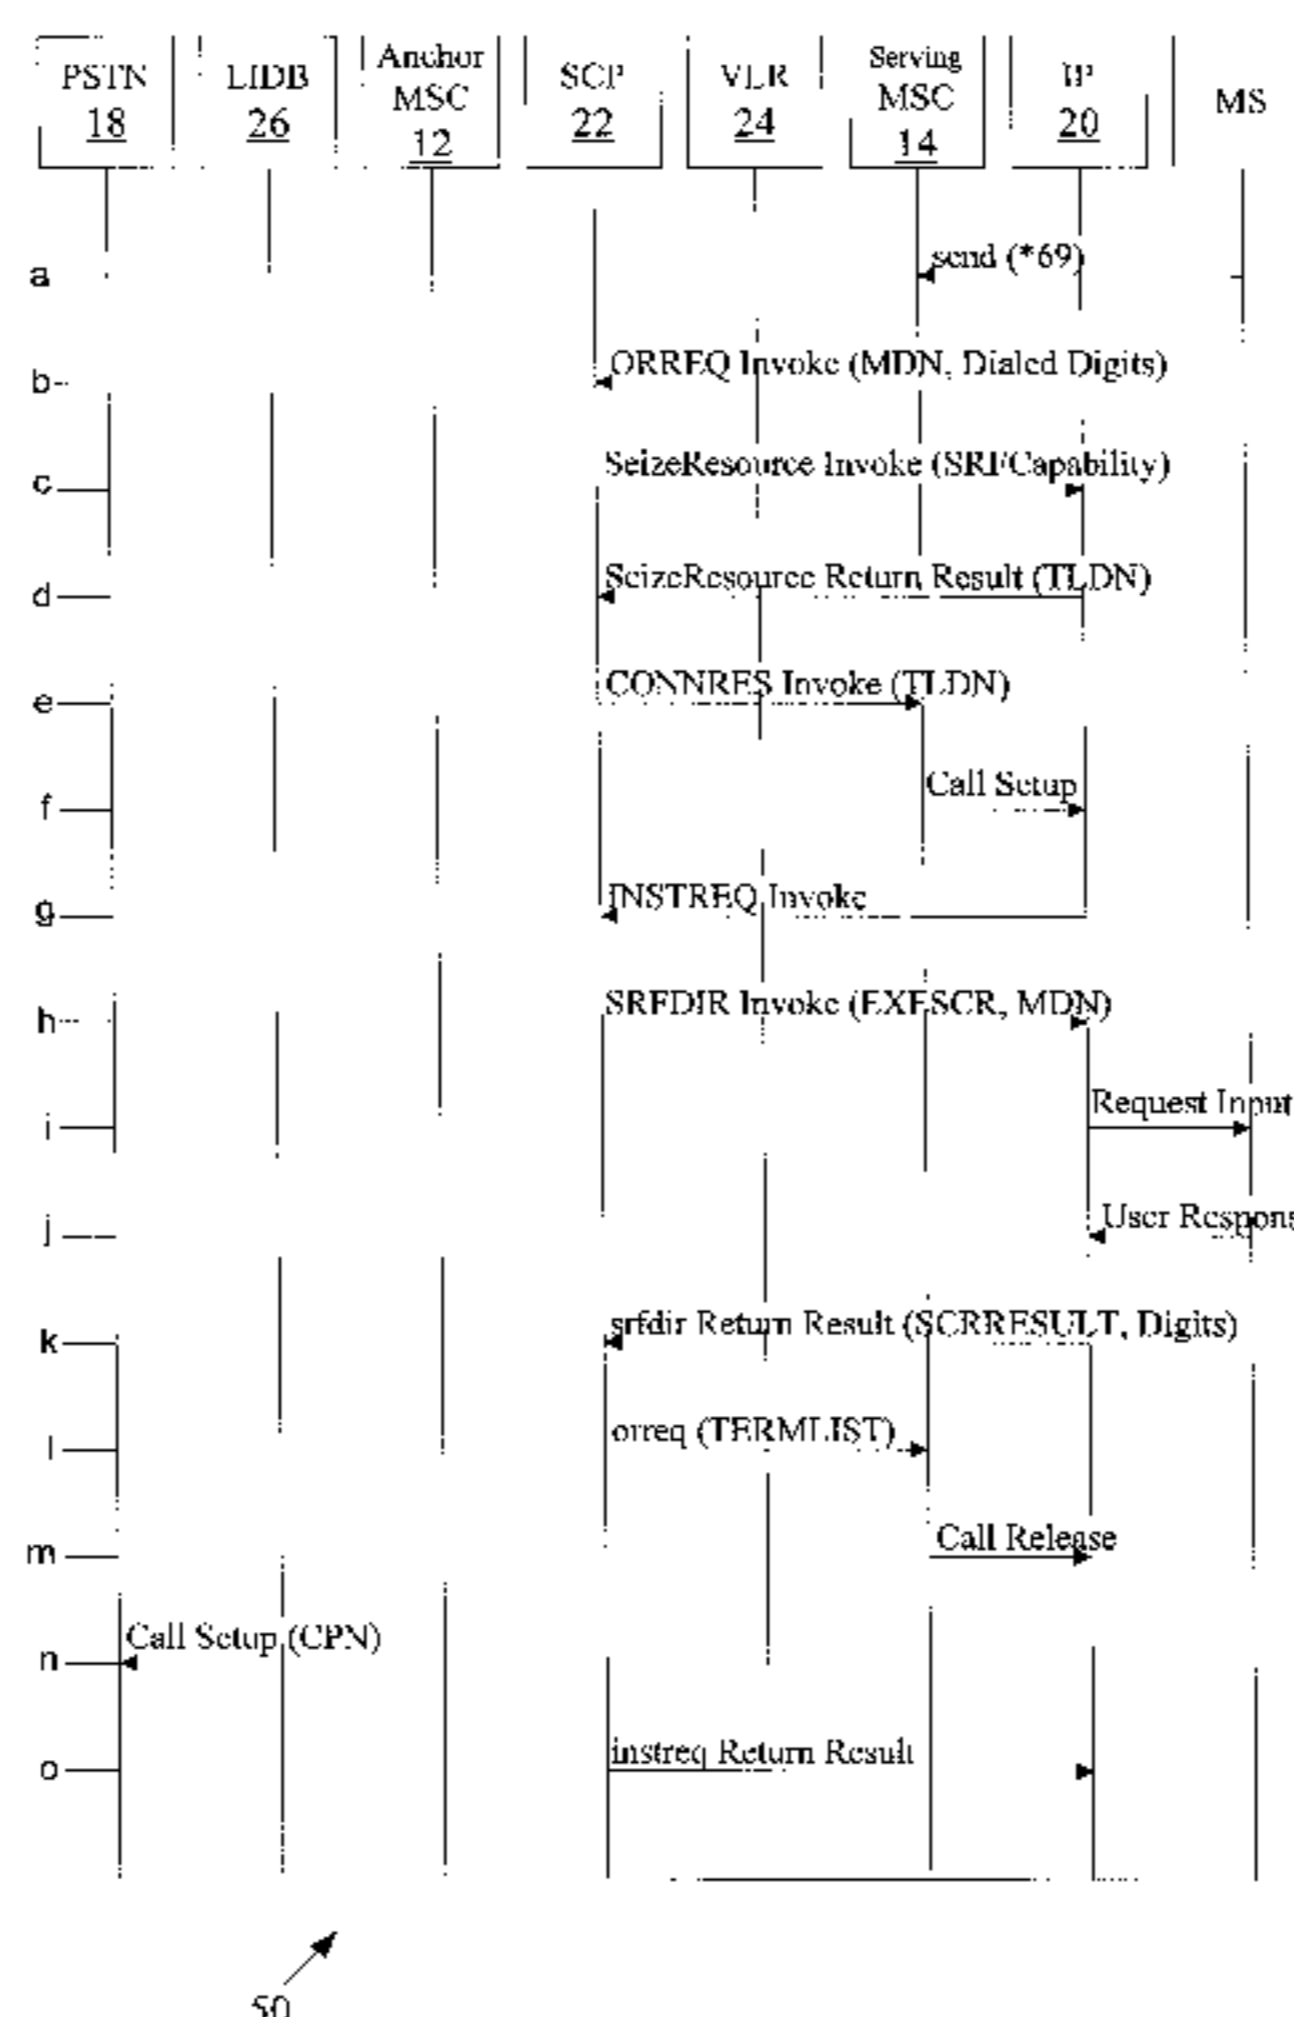 PSTN
18
LIDB
26
Anchor
MSC
12
SCP
22
VLR
24
Serving
MSC
14
IP
20
MS
a
send (*69)
b
ORREQ Invoke (MDN, Dialed Digits)
c
SeizeResource Invoke (SRFCapability)
d
SeizeResource Return Result (TLDN)
e
CONNRES Invoke (TLDN)
f
Call Setup
g
INSTREQ Invoke
h
SRFDIR Invoke (EXESCR, MDN)
i
Request Input
j
User Respons
k
srfdir Return Result (SCRRESULT, Digits)
l
orreq (TERMLIST)
m
Call Release
n
Call Setup (CPN)
o
instreq Return Result
50